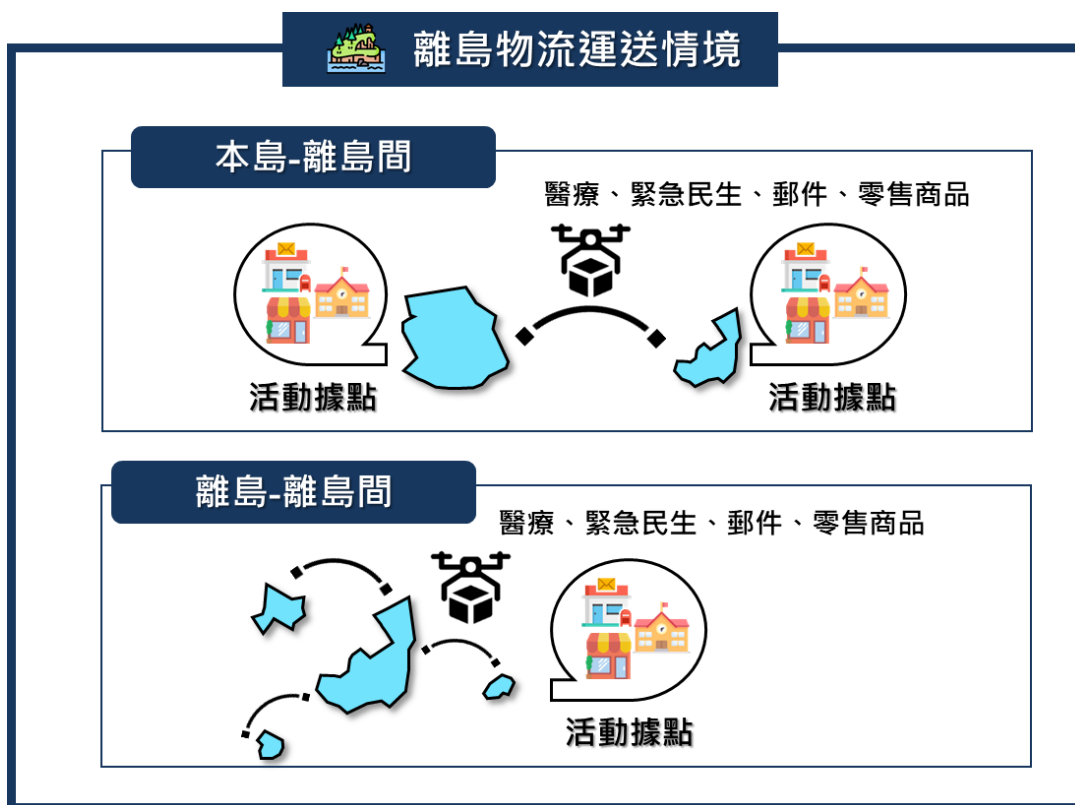 離島物流運送情境
本島-離島間
醫療、緊急民生、郵件、零售商品
活動據點
活動據點
離島-離島間
醫療、緊急民生、郵件、零售商品
活動據點